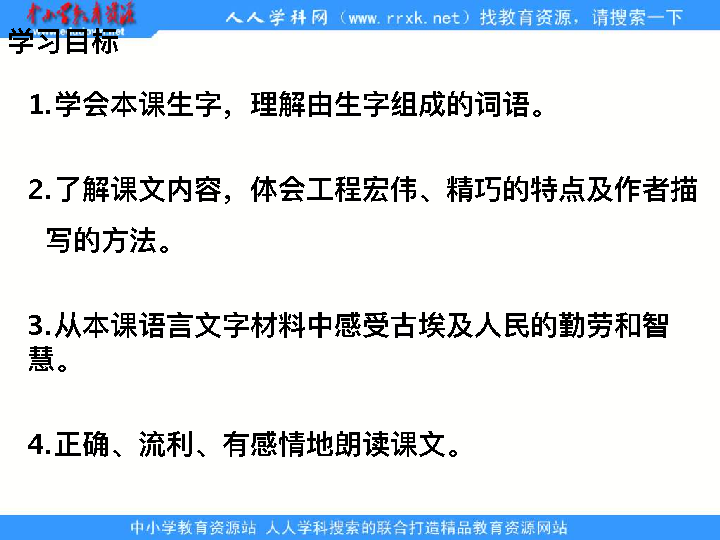 中小学教育资源
人人学科网（www.rrxk.net）找教育资源，请搜索一下
学习目标
1.学会本课生字，理解由生字组成的词语。
2.了解课文内容，体会工程宏伟、精巧的特点及作者描
写的方法。
3.从本课语言文字材料中感受古埃及人民的勤劳和智
慧。
4.正确、流利、有感情地朗读课文。
中小学教育资源站 人人学科搜索的联合打造精品教育资源网站